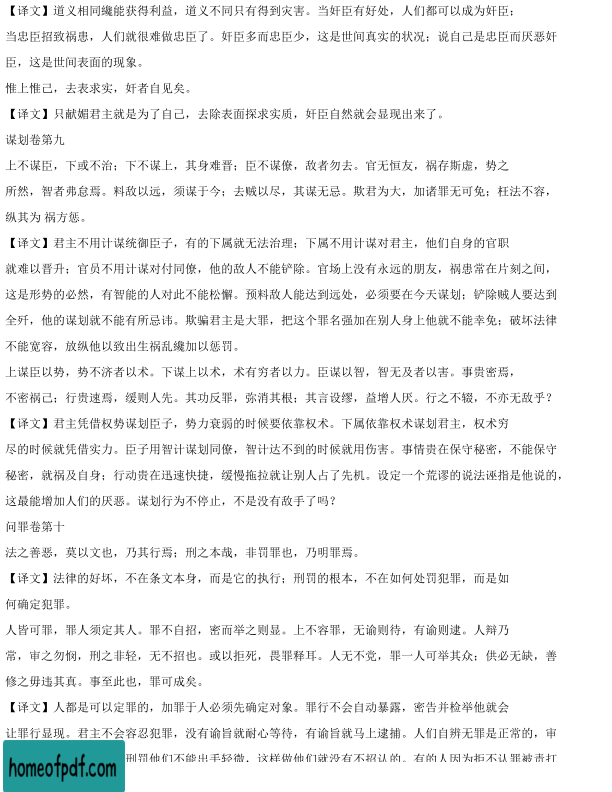 【译文】道义相同纔能获得利益，道义不同只有得到灾害。当奸臣有好处，人们都可以成为奸臣；
当忠臣招致祸患，人们就很难做忠臣了。奸臣多而忠臣少，这是世间真实的状况；说自己是忠臣而厌恶奸
臣，这是世间表面的现象。
惟上惟己，去表求实，奸者自见矣。
【译文】只献媚君主就是为了自己，去除表面探求实质，奸臣自然就会显现出来了。
谋划卷第九
上不谋臣，下或不治；下不谋上，其身难晋；臣不谋僚，敌者勿去。官无恒友，祸存斯虚，势之
所然，智者弗怠焉。料敌以远，须谋于今；去贼以尽，其谋无忌。欺君为大，加诸罪无可免；枉法不容，
纵其为 祸方惩。
【译文】君主不用计谋统御臣子，有的下属就无法治理；下属不用计谋对君主，他们自身的官职
就难以晋升；官员不用计谋对付同僚，他的敌人不能铲除。官场上没有永远的朋友，祸患常在片刻之间，
这是形势的必然，有智能的人对此不能松懈。预料敌人能达到远处，必须要在今天谋划；铲除贼人要达到
全歼，他的谋划就不能有所忌讳。欺骗君主是大罪，把这个罪名强加在别人身上他就不能幸免；破坏法律
不能宽容，放纵他以致出生祸乱纔加以惩罚。
上谋臣以势，势不济者以术。下谋上以术，术有穷者以力。臣谋以智，智无及者以害。事贵密焉，
不密祸己；行贵速焉，缓则人先。其功反罪，弥消其根；其言设缪，益增人厌。行之不辍，不亦无敌乎？
【译文】君主凭借权势谋划臣子，势力衰弱的时候要依靠权术。下属依靠权术谋划君主，权术穷
尽的时候就凭借实力。臣子用智计谋划同僚，智计达不到的时候就用伤害。事情贵在保守秘密，不能保守
秘密，就祸及自身；行动贵在迅速快捷，缓慢拖拉就让别人占了先机。设定一个荒谬的说法诬指是他说的，
这最能增加人们的厌恶。谋划行为不停止，不是没有敌手了吗？
问罪卷第十
法之善恶，莫以文也，乃其行焉；刑之本哉，非罚罪也，乃明罪焉。
【译文】法律的好坏，不在条文本身，而是它的执行；刑罚的根本，不在如何处罚犯罪，而是如
何确定犯罪。
人皆可罪，罪人须定其人。罪不自招，密而举之则显。上不容罪，无谕则待，有谕则逮。人辩乃
常，审之勿悯，刑之非轻，无不招也。或以拒死，畏罪释耳。人无不党，罪一人可举其众；供必无缺，善
修之毋违其真。事至此也，罪可成矣。
【译文】人都是可以定罪的，加罪于人必须先确定对象。罪行不会自动暴露，密告并检举他就会
让罪行显现。君主不会容忍犯罪，没有谕旨就耐心等待，有谕旨就马上逮捕。人们自辨无罪是正常的，审
刑罚他们不能出手轻微，这样做他们就没有不招认的。有的人因为拒不认罪被责打
homeofpdf.com